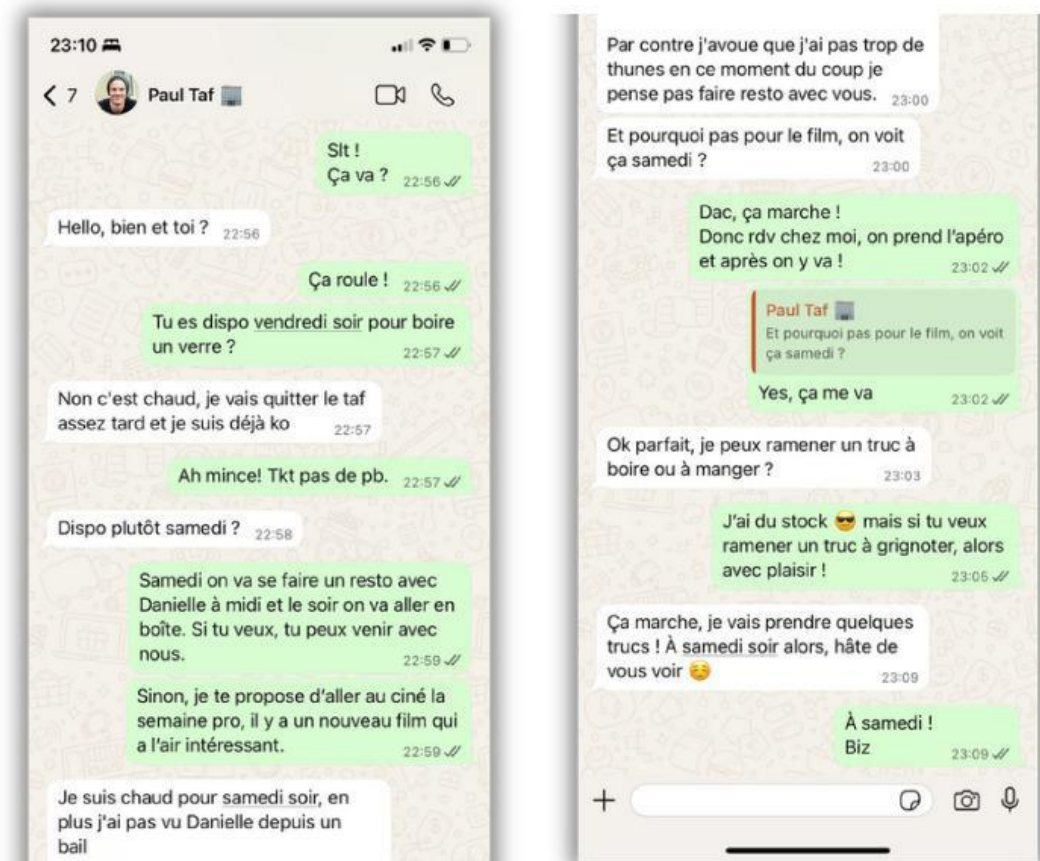 23:10
7 Paul Taf
Slt !
Ça va ? 22:56
Hello, bien et toi ? 22:56
Ça roule ! 22:56
Tu es dispo vendredi soir pour boire
un verre ? 22:57
Non c'est chaud, je vais quitter le taf
assez tard et je suis déjà ko 22:57
Ah mince! Tkt pas de pb. 22:57
Dispo plutôt samedi ? 22:58
Samedi on va se faire un resto avec
Danielle à midi et le soir on va aller en
boîte. Si tu veux, tu peux venir avec
nous. 22:59
Sinon, je te propose d'aller au ciné la
semaine pro, il y a un nouveau film qui
a l'air intéressant. 22:59
Je suis chaud pour samedi soir, en
plus j'ai pas vu Danielle depuis un
bail
Par contre j'avoue que j'ai pas trop de
thunes en ce moment du coup je
pense pas faire resto avec vous. 23:00
Et pourquoi pas pour le film, on voit
ça samedi ? 23:00
Dac, ça marche !
Donc rdv chez moi, on prend l'apéro
et après on y va ! 23:02
Paul Taf
Et pourquoi pas pour le film, on voit
ça samedi ?
Yes, ça me va 23:02
Ok parfait, je peux ramener un truc à
boire ou à manger ? 23:03
J'ai du stock 😎 mais si tu veux
ramener un truc à grignoter, alors
avec plaisir ! 23:05
Ça marche, je vais prendre quelques
trucs ! À samedi soir alors, hâte de
vous voir ☺️ 23:09
À samedi !
Biz 23:09